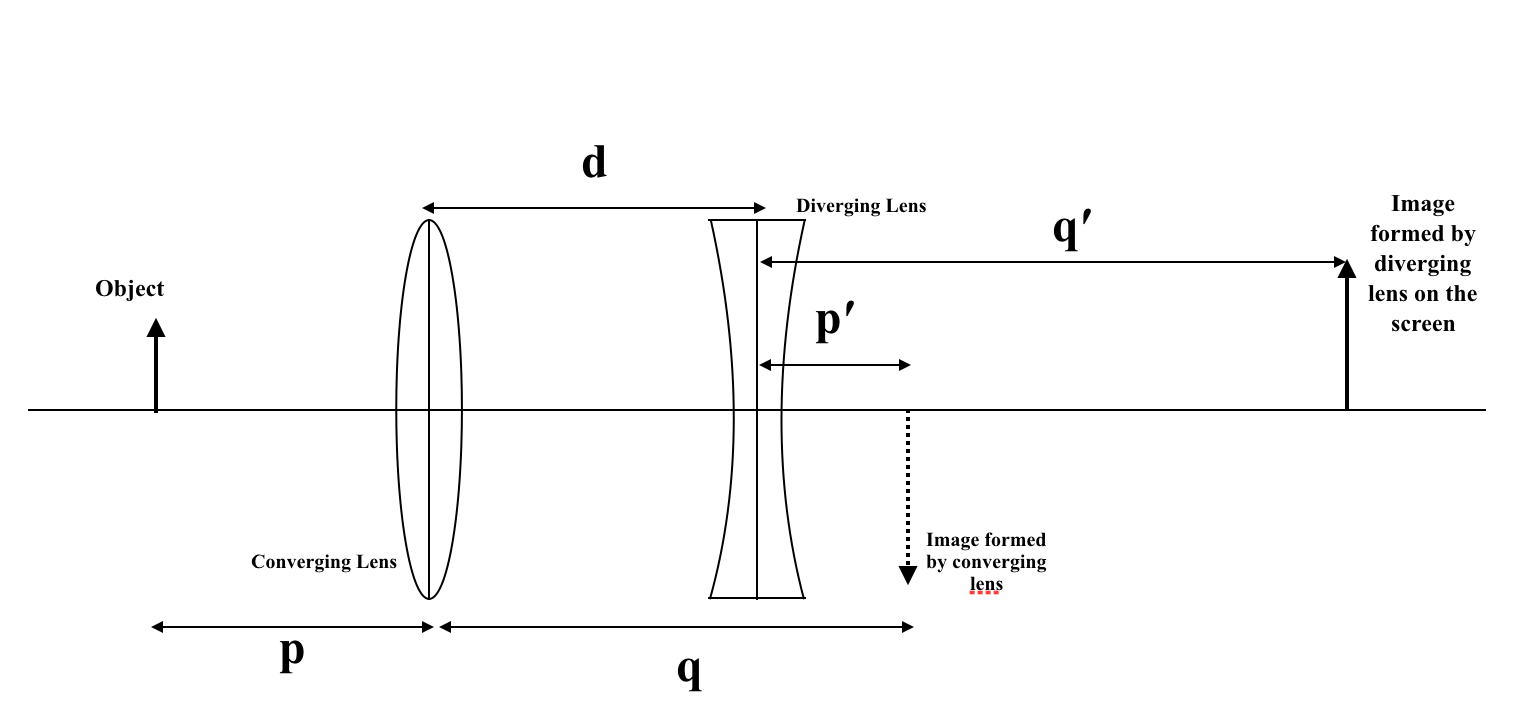 d
Diverging Lens
q′
Image
formed by
diverging
lens on the
screen
Object
p′
Converging Lens
Image formed
by converging
lens
p
q